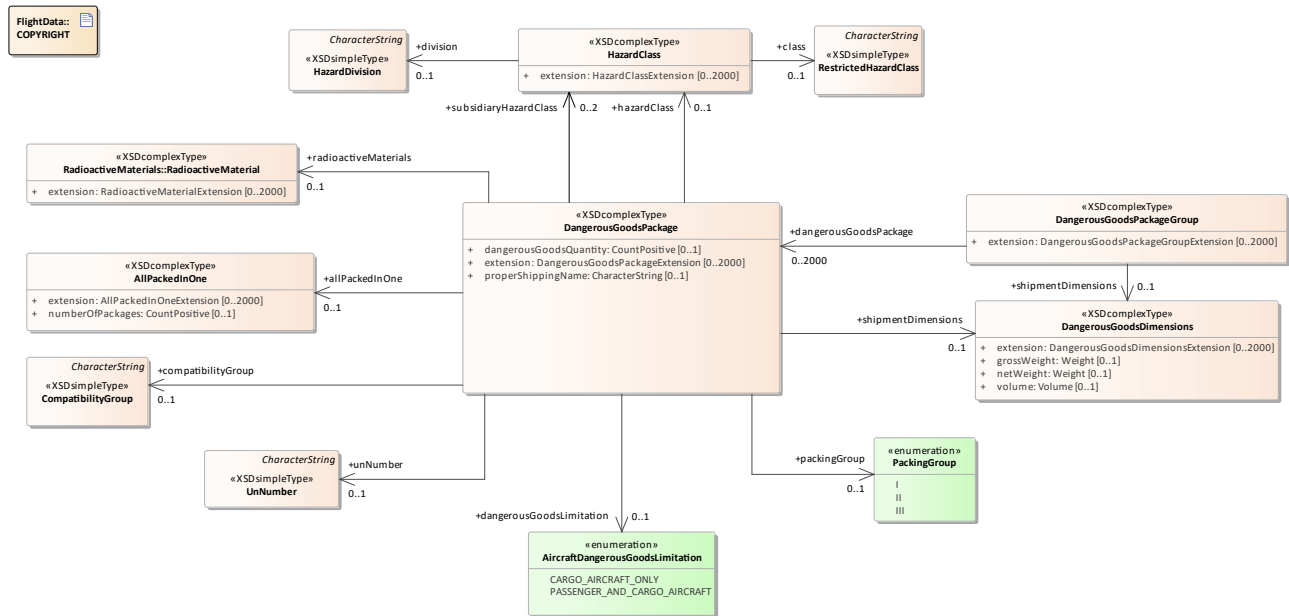 FlightData::
COPYRIGHT
CharacterString
«XSDsimpleType»
HazardDivision
+division
0..1
«XSDcomplexType»
HazardClass
+ extension: HazardClassExtension [0..2000]
+class
0..1
CharacterString
«XSDsimpleType»
RestrictedHazardClass
+subsidiaryHazardClass
0..2
+hazardClass
0..1
«XSDcomplexType»
RadioactiveMaterials::RadioactiveMaterial
+ extension: RadioactiveMaterialExtension [0..2000]
+radioactiveMaterials
0..1
«XSDcomplexType»
DangerousGoodsPackage
+ dangerousGoodsQuantity: CountPositive [0..1]
+ extension: DangerousGoodsPackageExtension [0..2000]
+ properShippingName: CharacterString [0..1]
+dangerousGoodsPackage
0..2000
«XSDcomplexType»
DangerousGoodsPackageGroup
+ extension: DangerousGoodsPackageGroupExtension [0..2000]
«XSDcomplexType»
AllPackedInOne
+ extension: AllPackedInOneExtension [0..2000]
+ numberOfPackages: CountPositive [0..1]
+allPackedInOne
0..1
+shipmentDimensions
0..1
+shipmentDimensions
0..1
«XSDcomplexType»
DangerousGoodsDimensions
+ extension: DangerousGoodsDimensionsExtension [0..2000]
+ grossWeight: Weight [0..1]
+ netWeight: Weight [0..1]
+ volume: Volume [0..1]
CharacterString
«XSDsimpleType»
CompatibilityGroup
+compatibilityGroup
0..1
CharacterString
«XSDsimpleType»
UnNumber
+unNumber
0..1
+packingGroup
0..1
«enumeration»
PackingGroup
I
II
III
+dangerousGoodsLimitation
0..1
«enumeration»
AircraftDangerousGoodsLimitation
CARGO_AIRCRAFT_ONLY
PASSENGER_AND_CARGO_AIRCRAFT